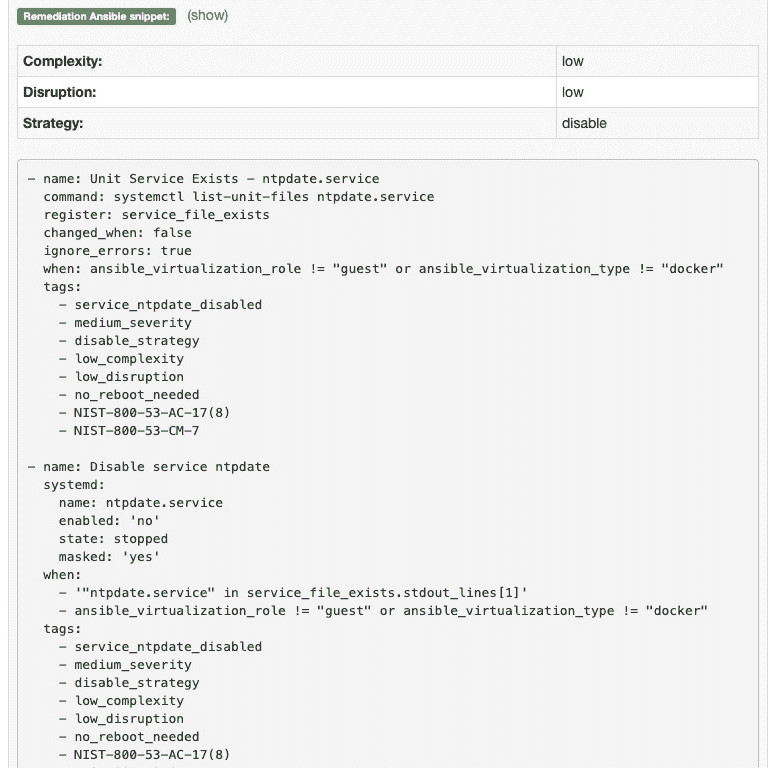 Remediation Ansible snippet: (show)
Complexity: low
Disruption: low
Strategy: disable
- name: Unit Service Exists - ntpdate.service
  command: systemctl list-unit-files ntpdate.service
  register: service_file_exists
  changed_when: false
  ignore_errors: true
  when: ansible_virtualization_role != "guest" or ansible_virtualization_type != "docker"
  tags:
    - service_ntpdate_disabled
    - medium_severity
    - disable_strategy
    - low_complexity
    - low_disruption
    - no_reboot_needed
    - NIST-800-53-AC-17(8)
    - NIST-800-53-CM-7
- name: Disable service ntpdate
  systemd:
    name: ntpdate.service
    enabled: 'no'
    state: stopped
    masked: 'yes'
  when:
    - '"ntpdate.service" in service_file_exists.stdout_lines[1]'
    - ansible_virtualization_role != "guest" or ansible_virtualization_type != "docker"
  tags:
    - service_ntpdate_disabled
    - medium_severity
    - disable_strategy
    - low_complexity
    - low_disruption
    - no_reboot_needed
    - NIST-800-53-AC-17(8)